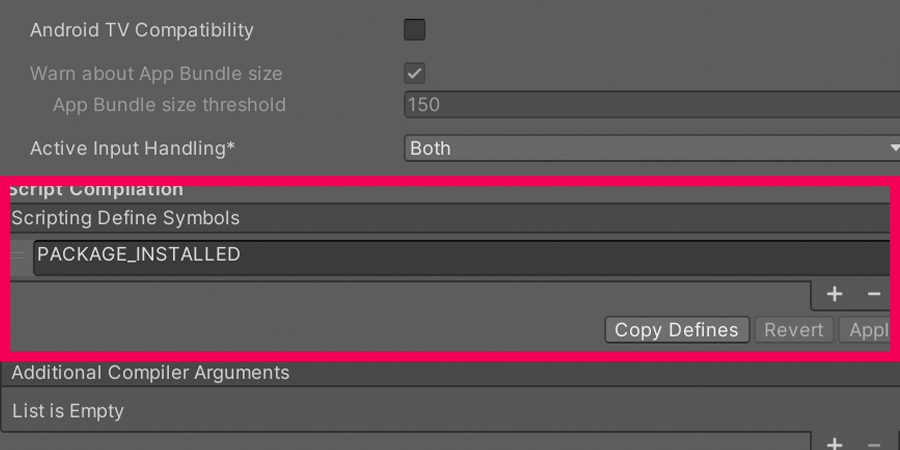 Android TV Compatibility
Warn about App Bundle size
App Bundle size threshold
150
Active Input Handling*
Both
Script Compilation
Scripting Define Symbols
PACKAGE_INSTALLED
+ −
Copy Defines Revert Appl
Additional Compiler Arguments
List is Empty
+ −